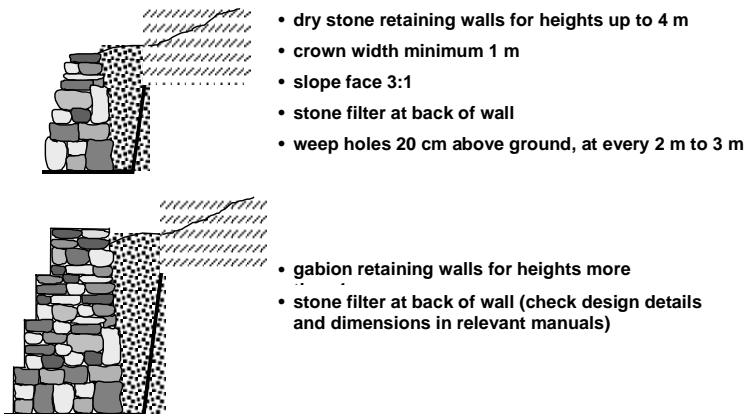 • dry stone retaining walls for heights up to 4 m
• crown width minimum 1 m
• slope face 3:1
• stone filter at back of wall
• weep holes 20 cm above ground, at every 2 m to 3 m
• gabion retaining walls for heights more
• stone filter at back of wall (check design details
and dimensions in relevant manuals)